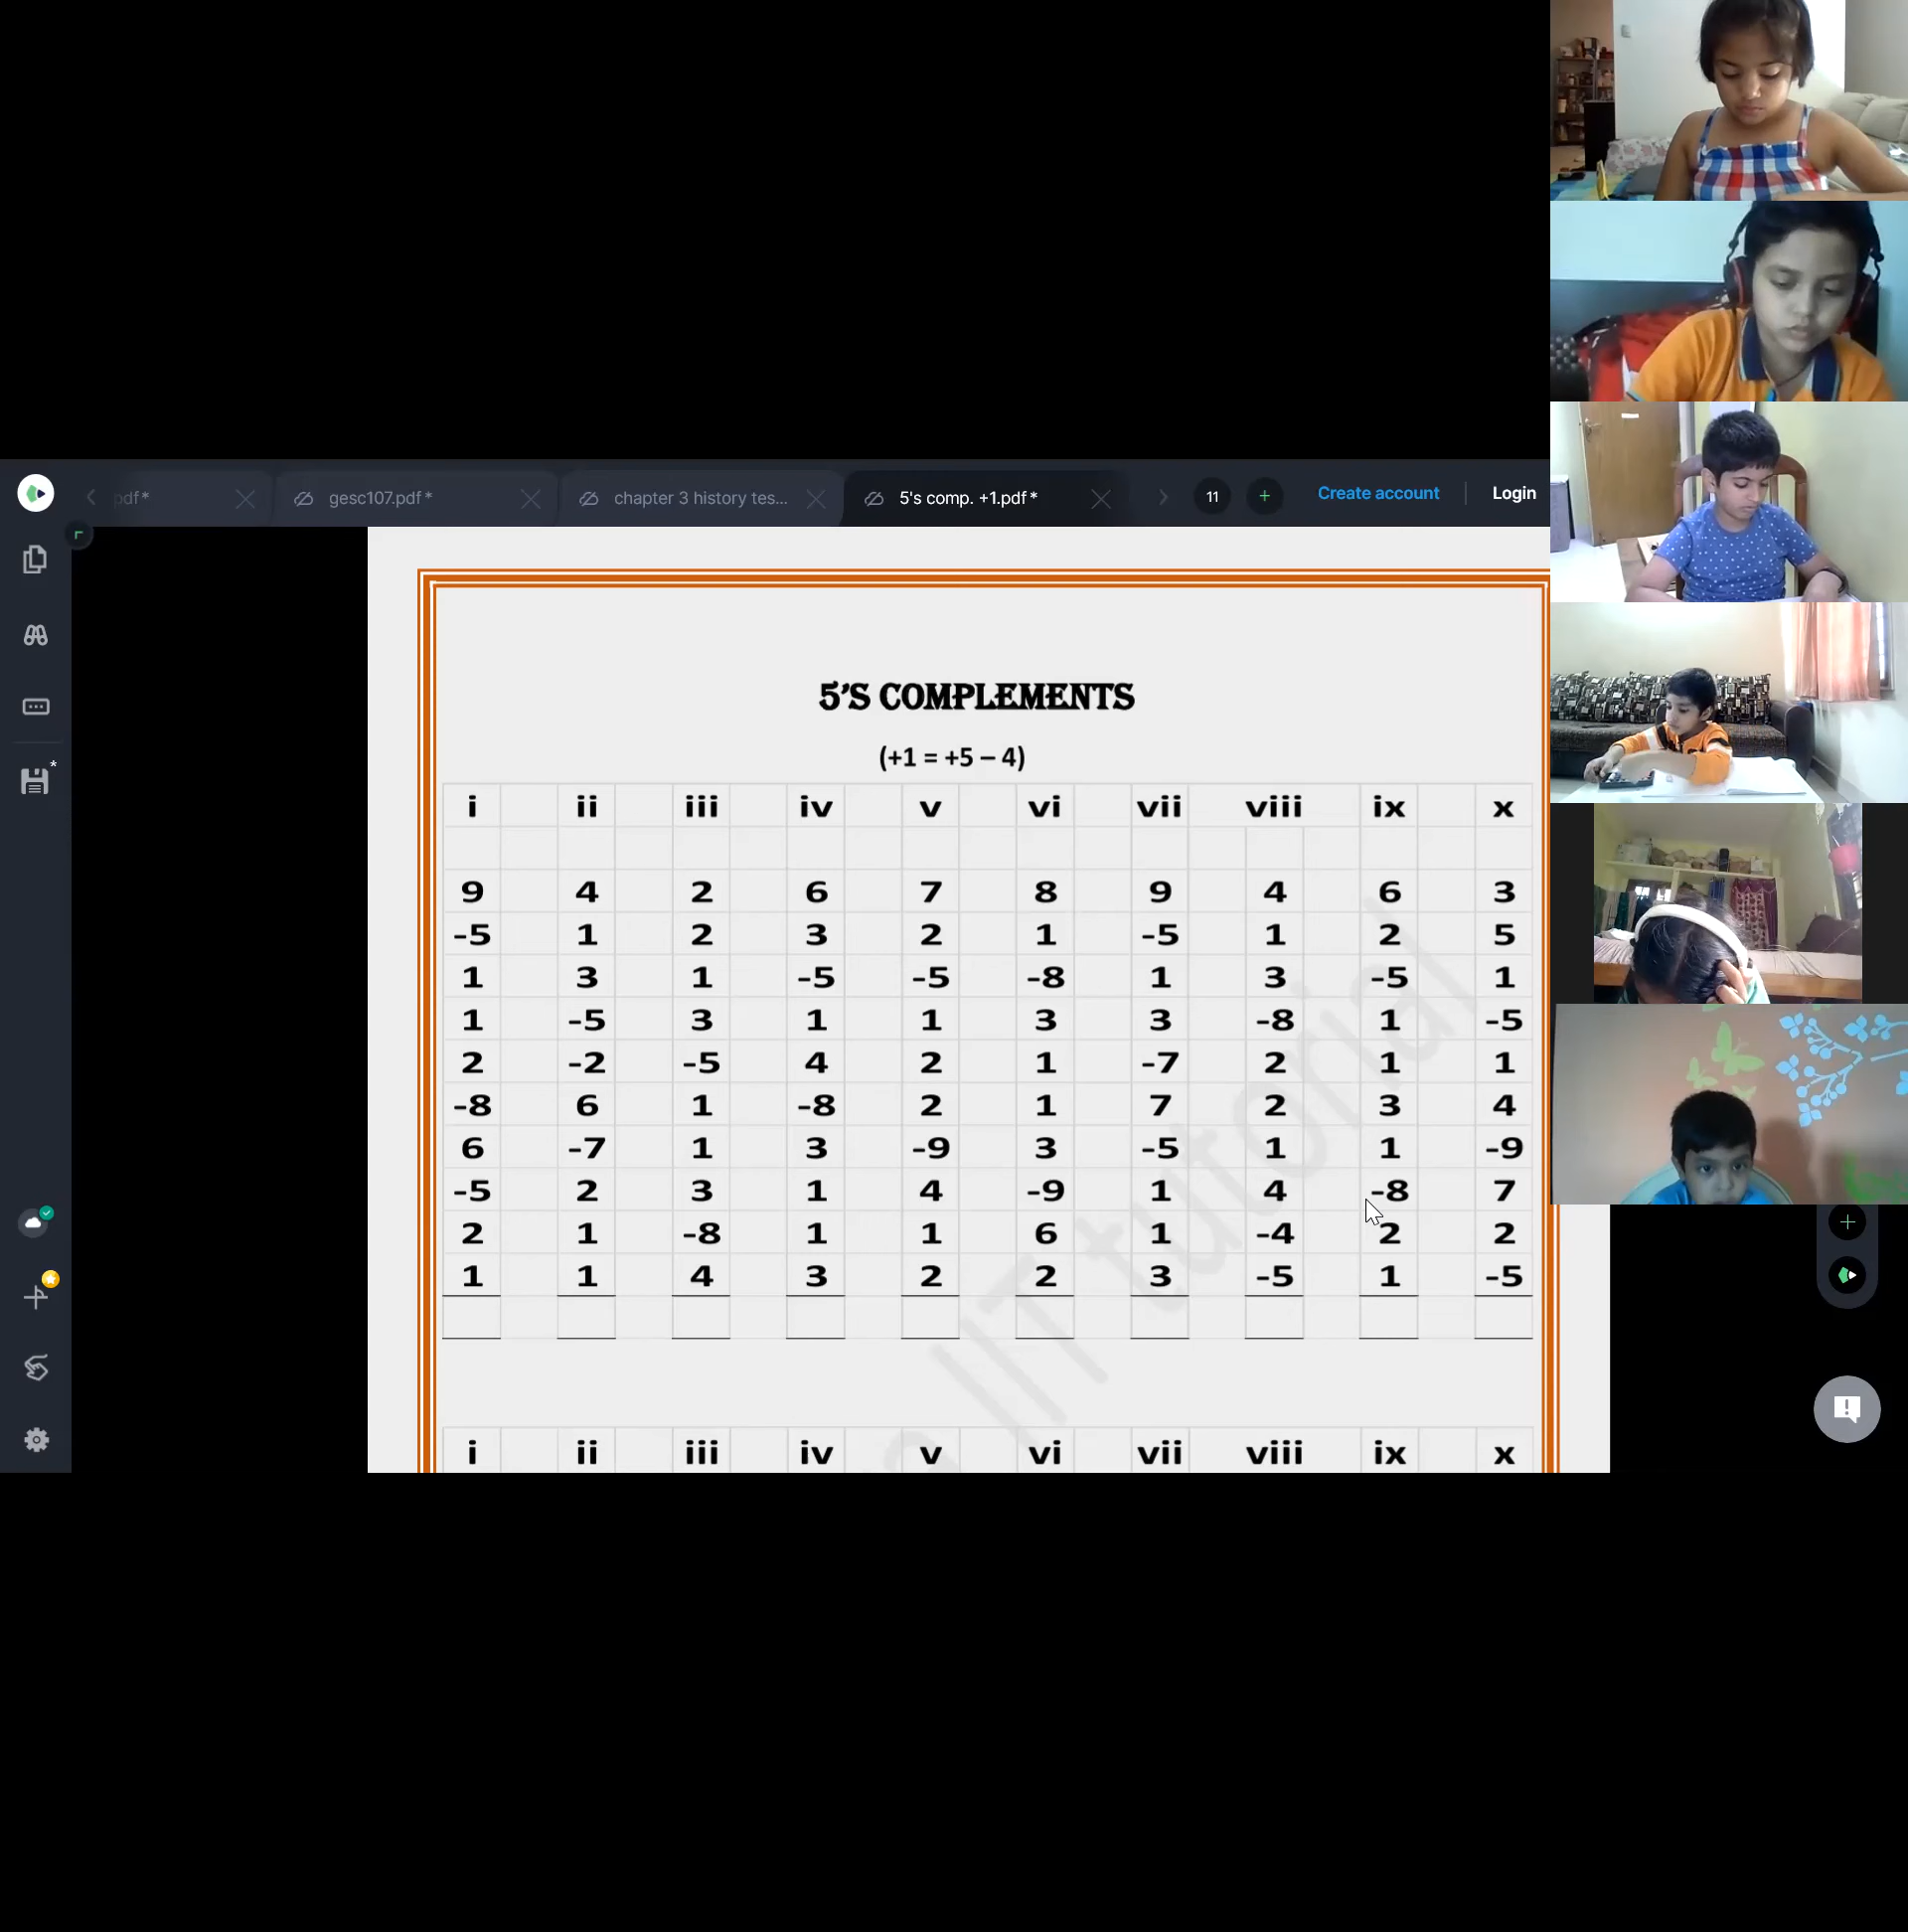 pdf*
gesc107.pdf*
chapter 3 history tes...
5's comp. +1.pdf*
11
+
Create account
Login
5'S COMPLEMENTS
(+1 = +5 – 4)
i ii iii iv v vi vii viii ix x
9 4 2 6 7 8 9 4 6 3
-5 1 2 3 2 1 -5 1 2 5
1 3 1 -5 -5 -8 1 3 -5 1
1 -5 3 1 1 3 3 -8 1 -5
2 -2 -5 4 2 1 -7 2 1 1
-8 6 1 -8 2 1 7 2 3 4
6 -7 1 3 -9 3 -5 1 1 -9
-5 2 3 1 4 -9 1 4 -8 7
2 1 -8 1 1 6 1 -4 2 2
1 1 4 3 2 2 3 -5 1 -5
IIT tutorial
i ii iii iv v vi vii viii ix x